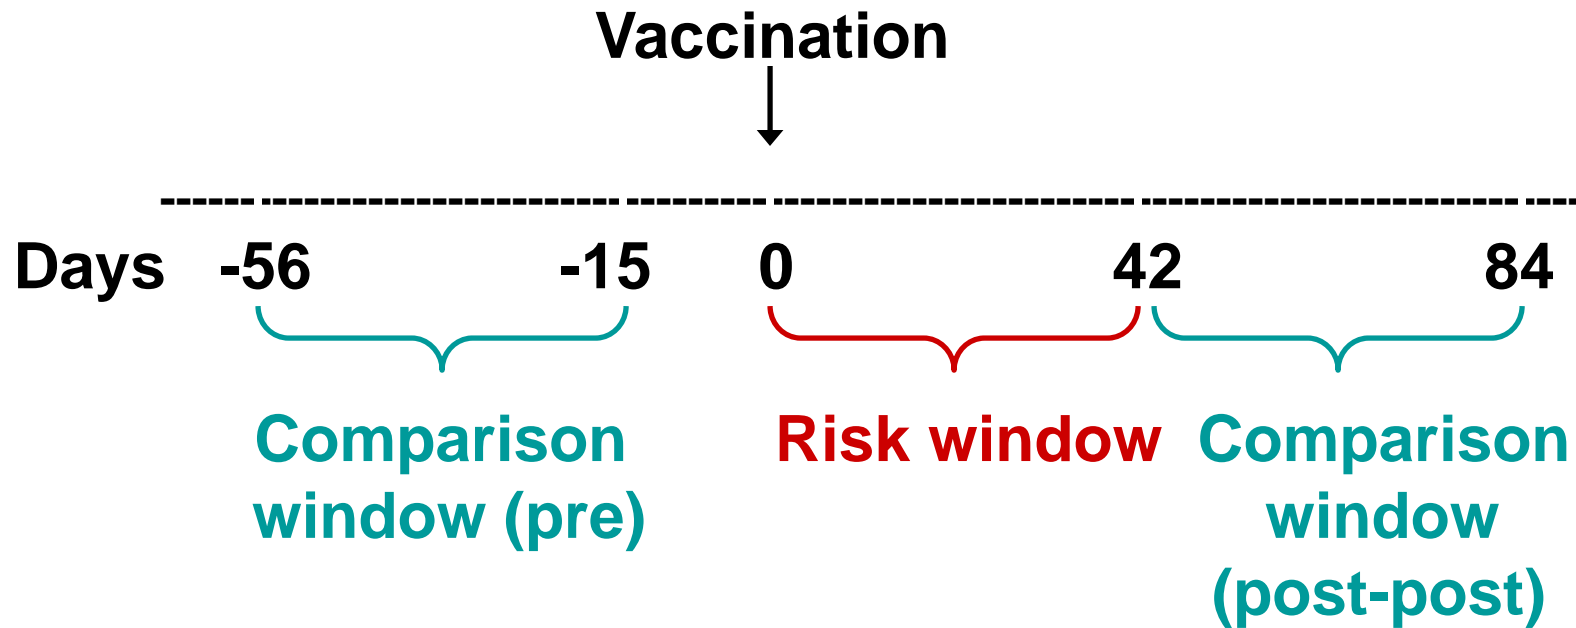 Vaccination
Days -56 -15 0 42 84
Comparison
window (pre)
Risk window
Comparison
window
(post-post)